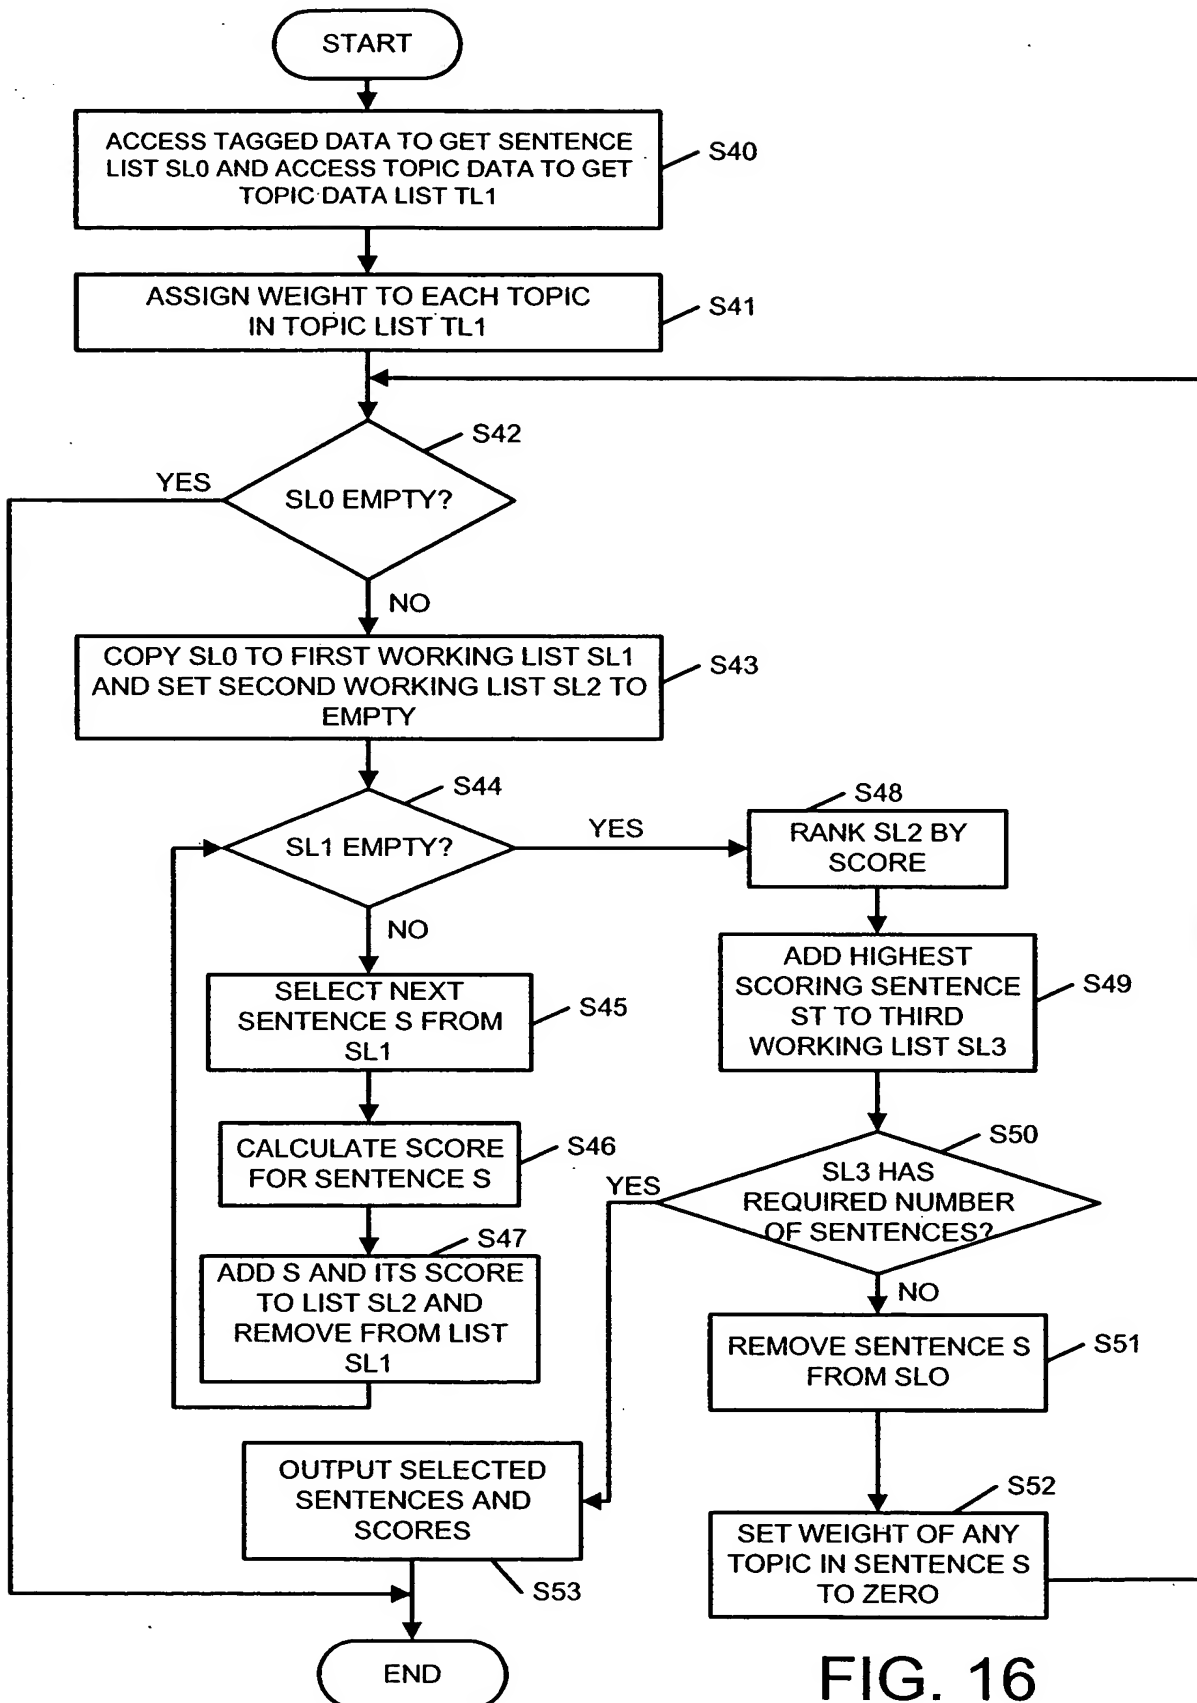 START
ACCESS TAGGED DATA TO GET SENTENCE
LIST SL0 AND ACCESS TOPIC DATA TO GET
TOPIC DATA LIST TL1
S40
ASSIGN WEIGHT TO EACH TOPIC
IN TOPIC LIST TL1
S41
S42
YES
SL0 EMPTY?
NO
COPY SL0 TO FIRST WORKING LIST SL1
AND SET SECOND WORKING LIST SL2 TO
EMPTY
S43
S44
SL1 EMPTY?
YES
NO
S48
RANK SL2 BY
SCORE
SELECT NEXT
SENTENCE S FROM
SL1
S45
ADD HIGHEST
SCORING SENTENCE
ST TO THIRD
WORKING LIST SL3
S49
CALCULATE SCORE
FOR SENTENCE S
S46
S50
YES
SL3 HAS
REQUIRED NUMBER
OF SENTENCES?
NO
S47
ADD S AND ITS SCORE
TO LIST SL2 AND
REMOVE FROM LIST
SL1
REMOVE SENTENCE S
FROM SLO
S51
OUTPUT SELECTED
SENTENCES AND
SCORES
S53
S52
SET WEIGHT OF ANY
TOPIC IN SENTENCE S
TO ZERO
END
FIG. 16